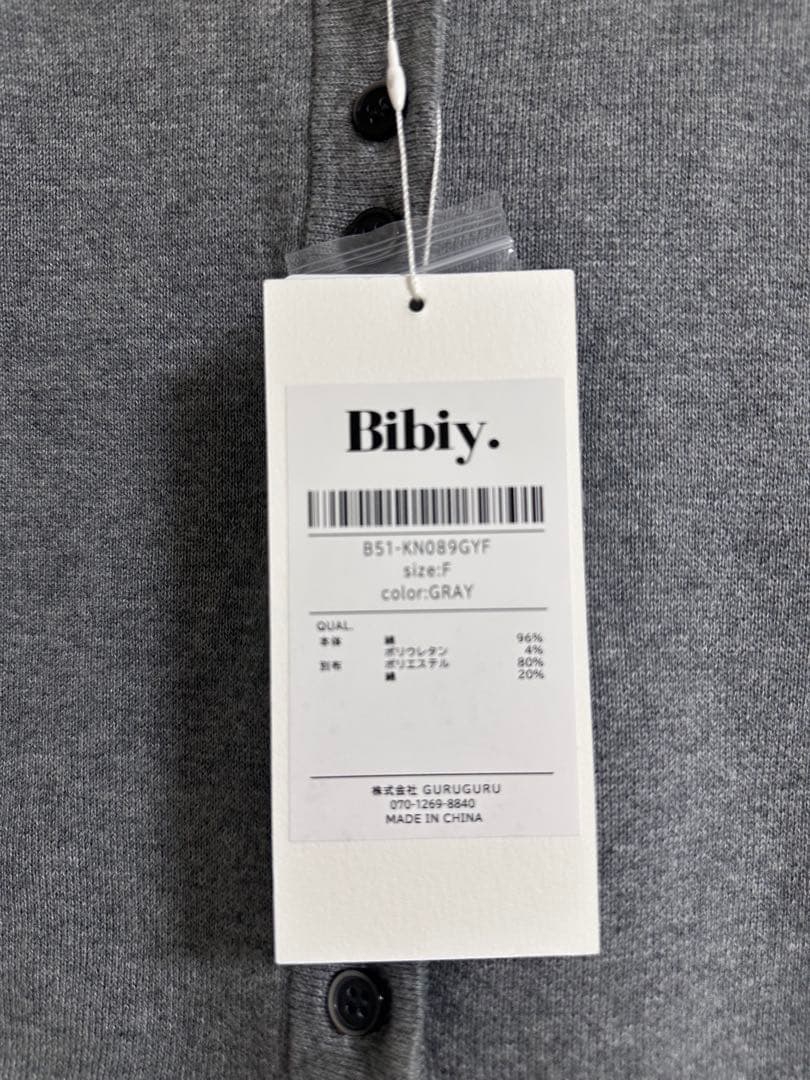 Bibiy.
B51-KN089GYF
size:F
color:GRAY
QUAL.
本体 綿 96%
ポリウレタン 4%
別布 ポリエステル 80%
綿 20%
株式会社 GURUGURU
070-1269-8840
MADE IN CHINA